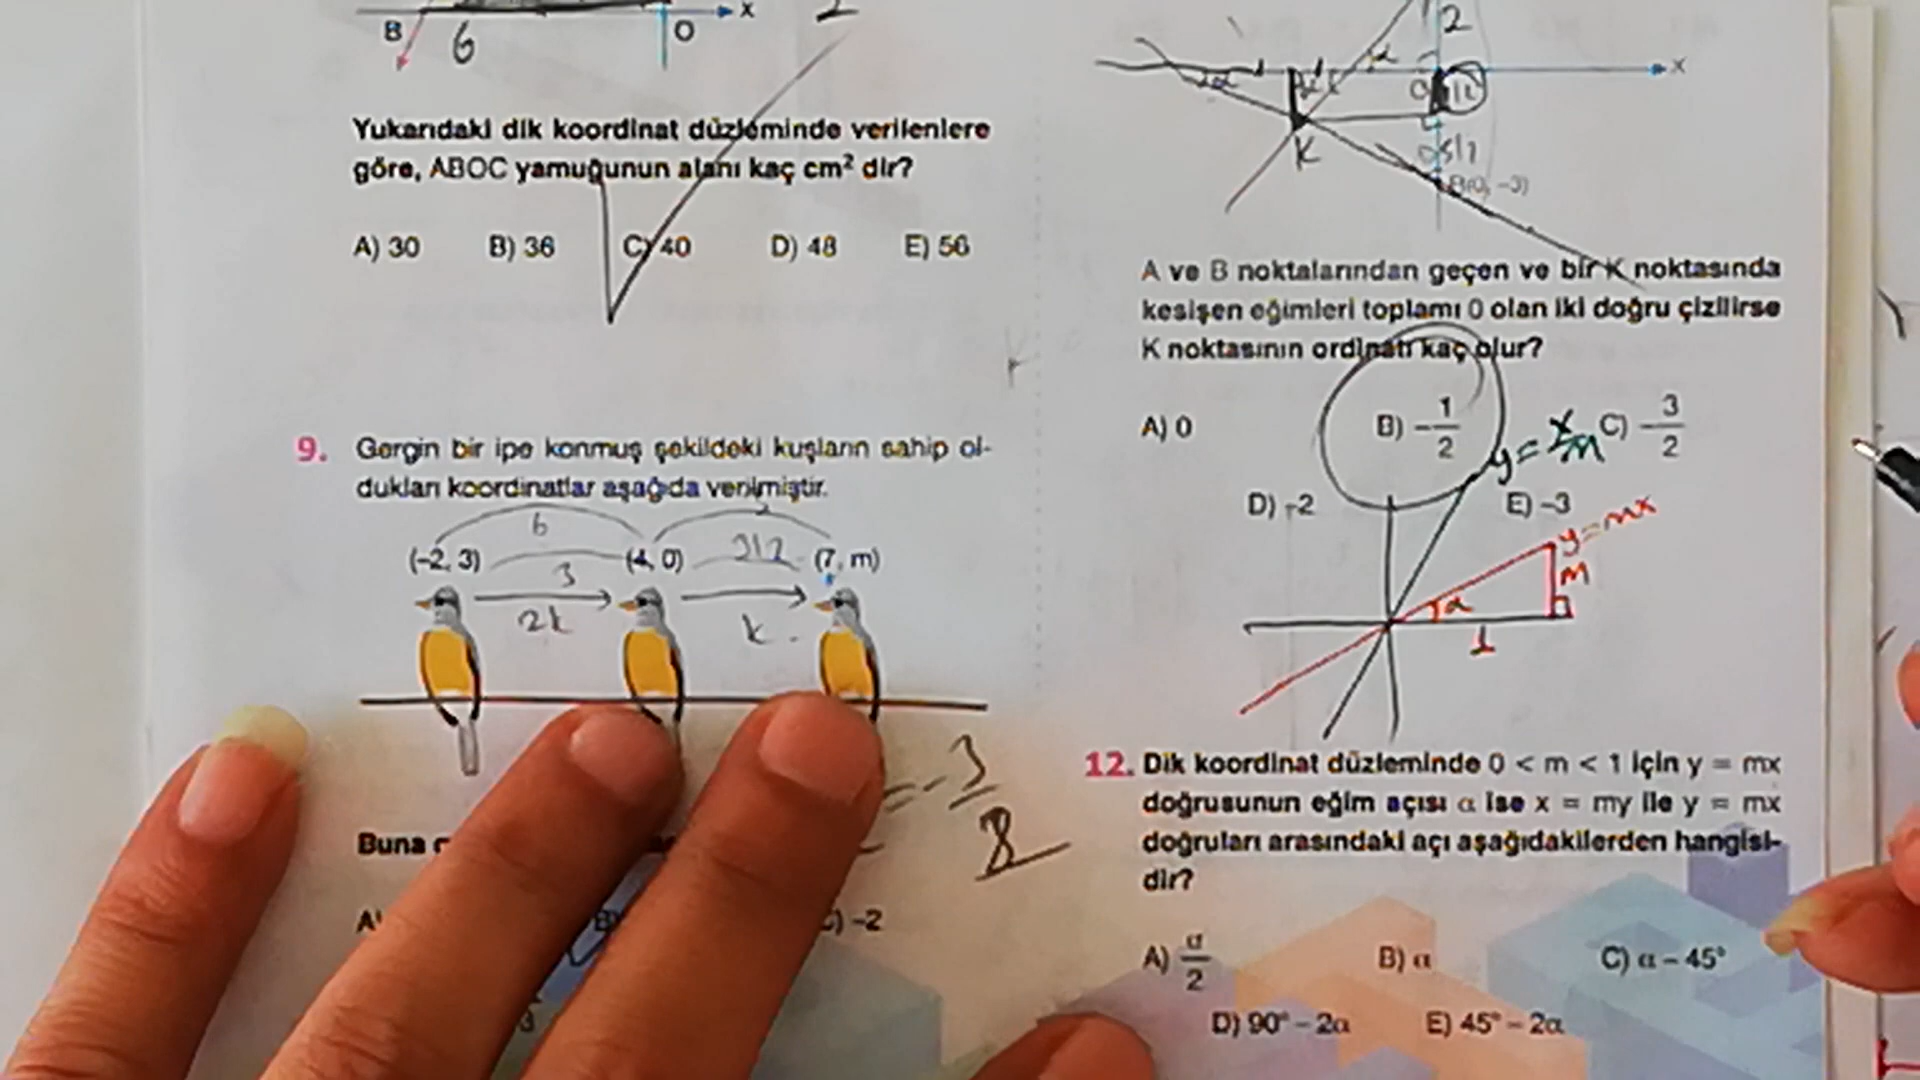 B 6 O x
Yukarıdaki dik koordinat düzleminde verilenlere
göre, ABOC yamuğunun alanı kaç cm² dir?
A) 30 B) 36 C) 40 D) 48 E) 56
9. Gergin bir ipe konmuş şekildeki kuşların sahip ol-
dukları koordinatlar aşağıda verilmiştir.
6
(-2, 3) (4, 0) (7, m)
3 3/2
2k k
= -3
2
Buna
A) B) C) -2
3
2
x
K
B(0, -3)
A ve B noktalarından geçen ve bir K noktasında
kesişen eğimleri toplamı 0 olan iki doğru çizilirse
K noktasının ordinatı kaç olur?
A) 0 B) -1/2 C) -3/2
y = x/m
D) -2 E) -3
y=mx
m
α
1
12. Dik koordinat düzleminde 0 < m < 1 için y = mx
doğrusunun eğim açısı α ise x = my ile y = mx
doğruları arasındaki açı aşağıdakilerden hangisi-
dir?
A) α/2 B) α C) α - 45°
D) 90° - 2α E) 45° - 2α